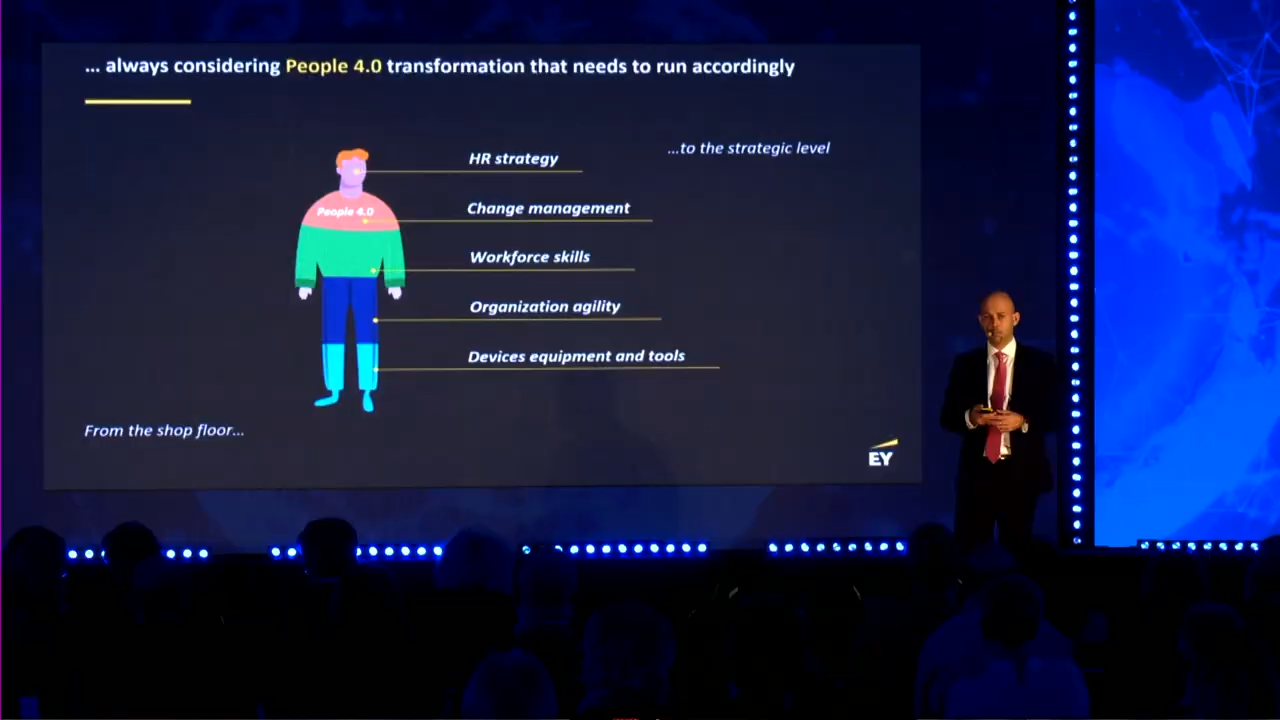 ... always considering People 4.0 transformation that needs to run accordingly
...to the strategic level
HR strategy
People 4.0
Change management
Workforce skills
Organization agility
Devices equipment and tools
From the shop floor...
EY